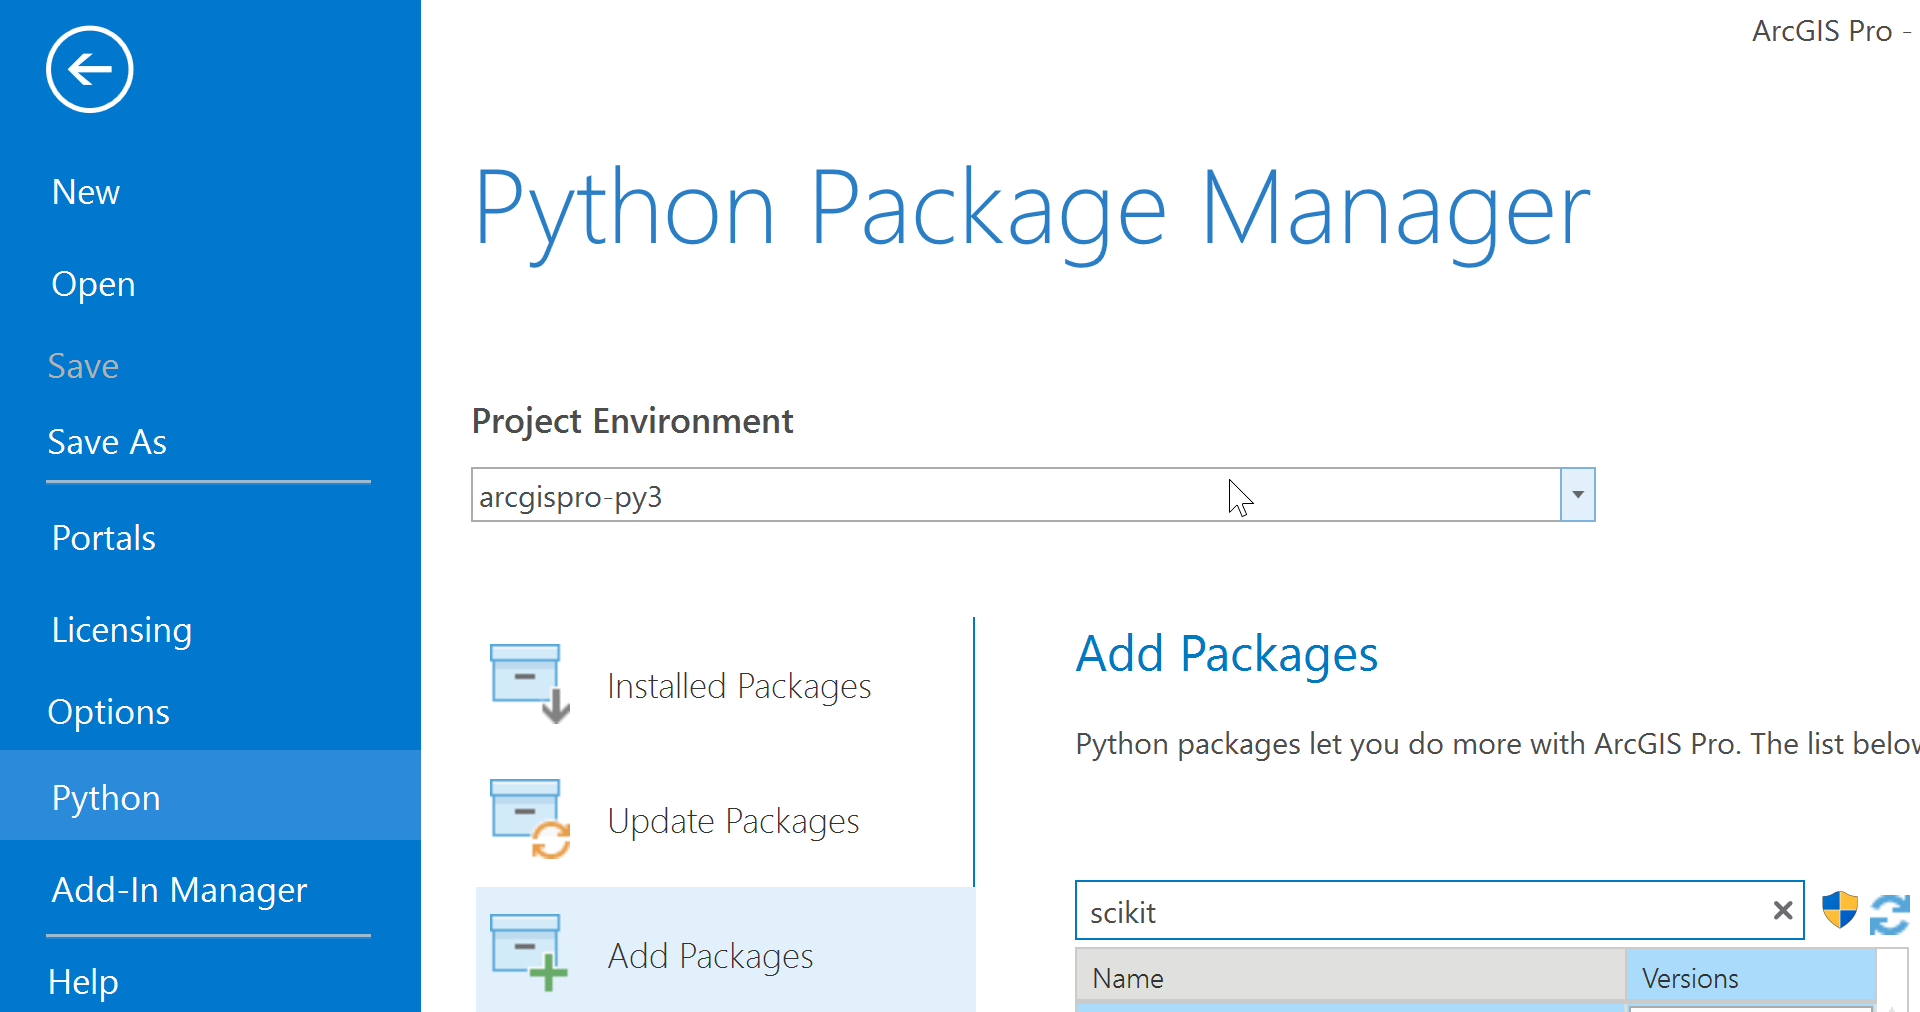 ArcGIS Pro -
New
Open
Save
Save As
Portals
Licensing
Options
Python
Add-In Manager
Help
Python Package Manager
Project Environment
arcgispro-py3
Installed Packages
Update Packages
Add Packages
Add Packages
Python packages let you do more with ArcGIS Pro. The list
scikit
Name Versions